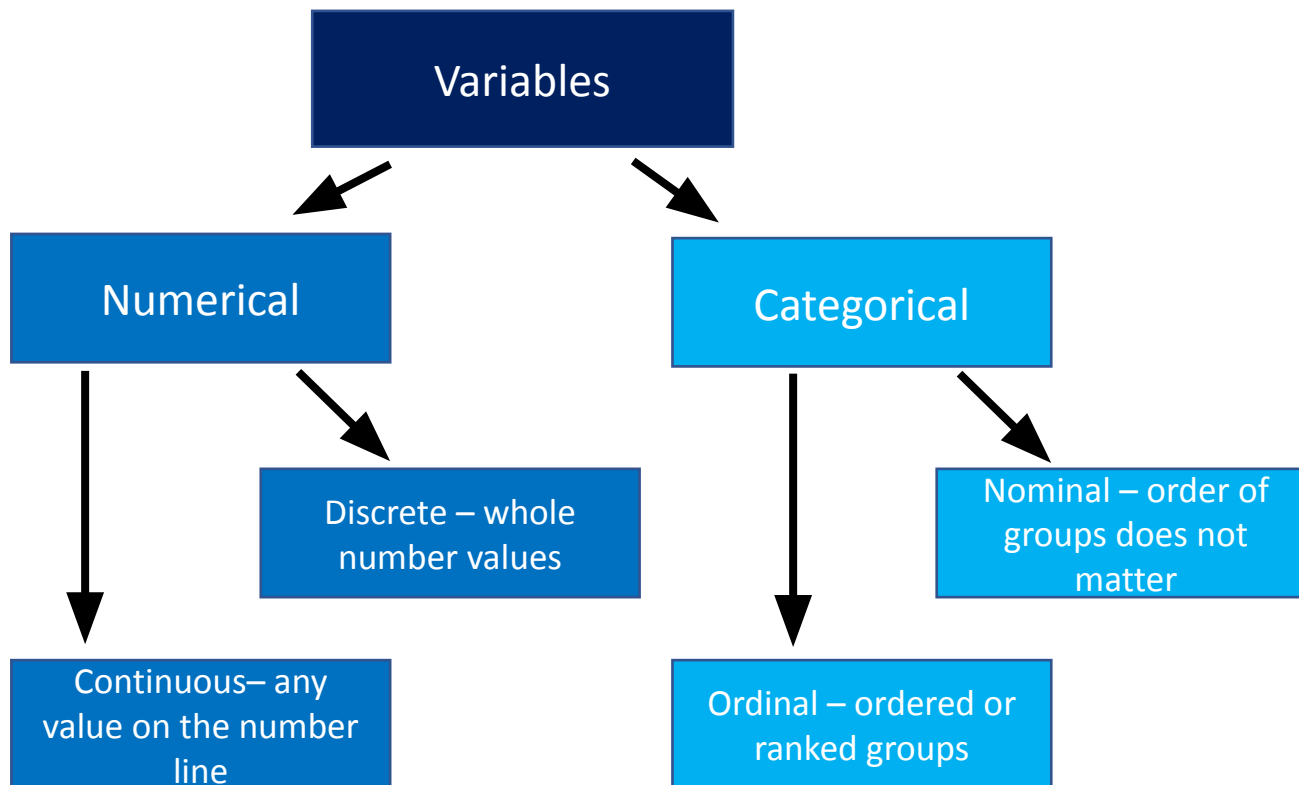 Variables
Numerical
Categorical
Discrete – whole
number values
Nominal – order of
groups does not
matter
Continuous– any
value on the number
line
Ordinal – ordered or
ranked groups